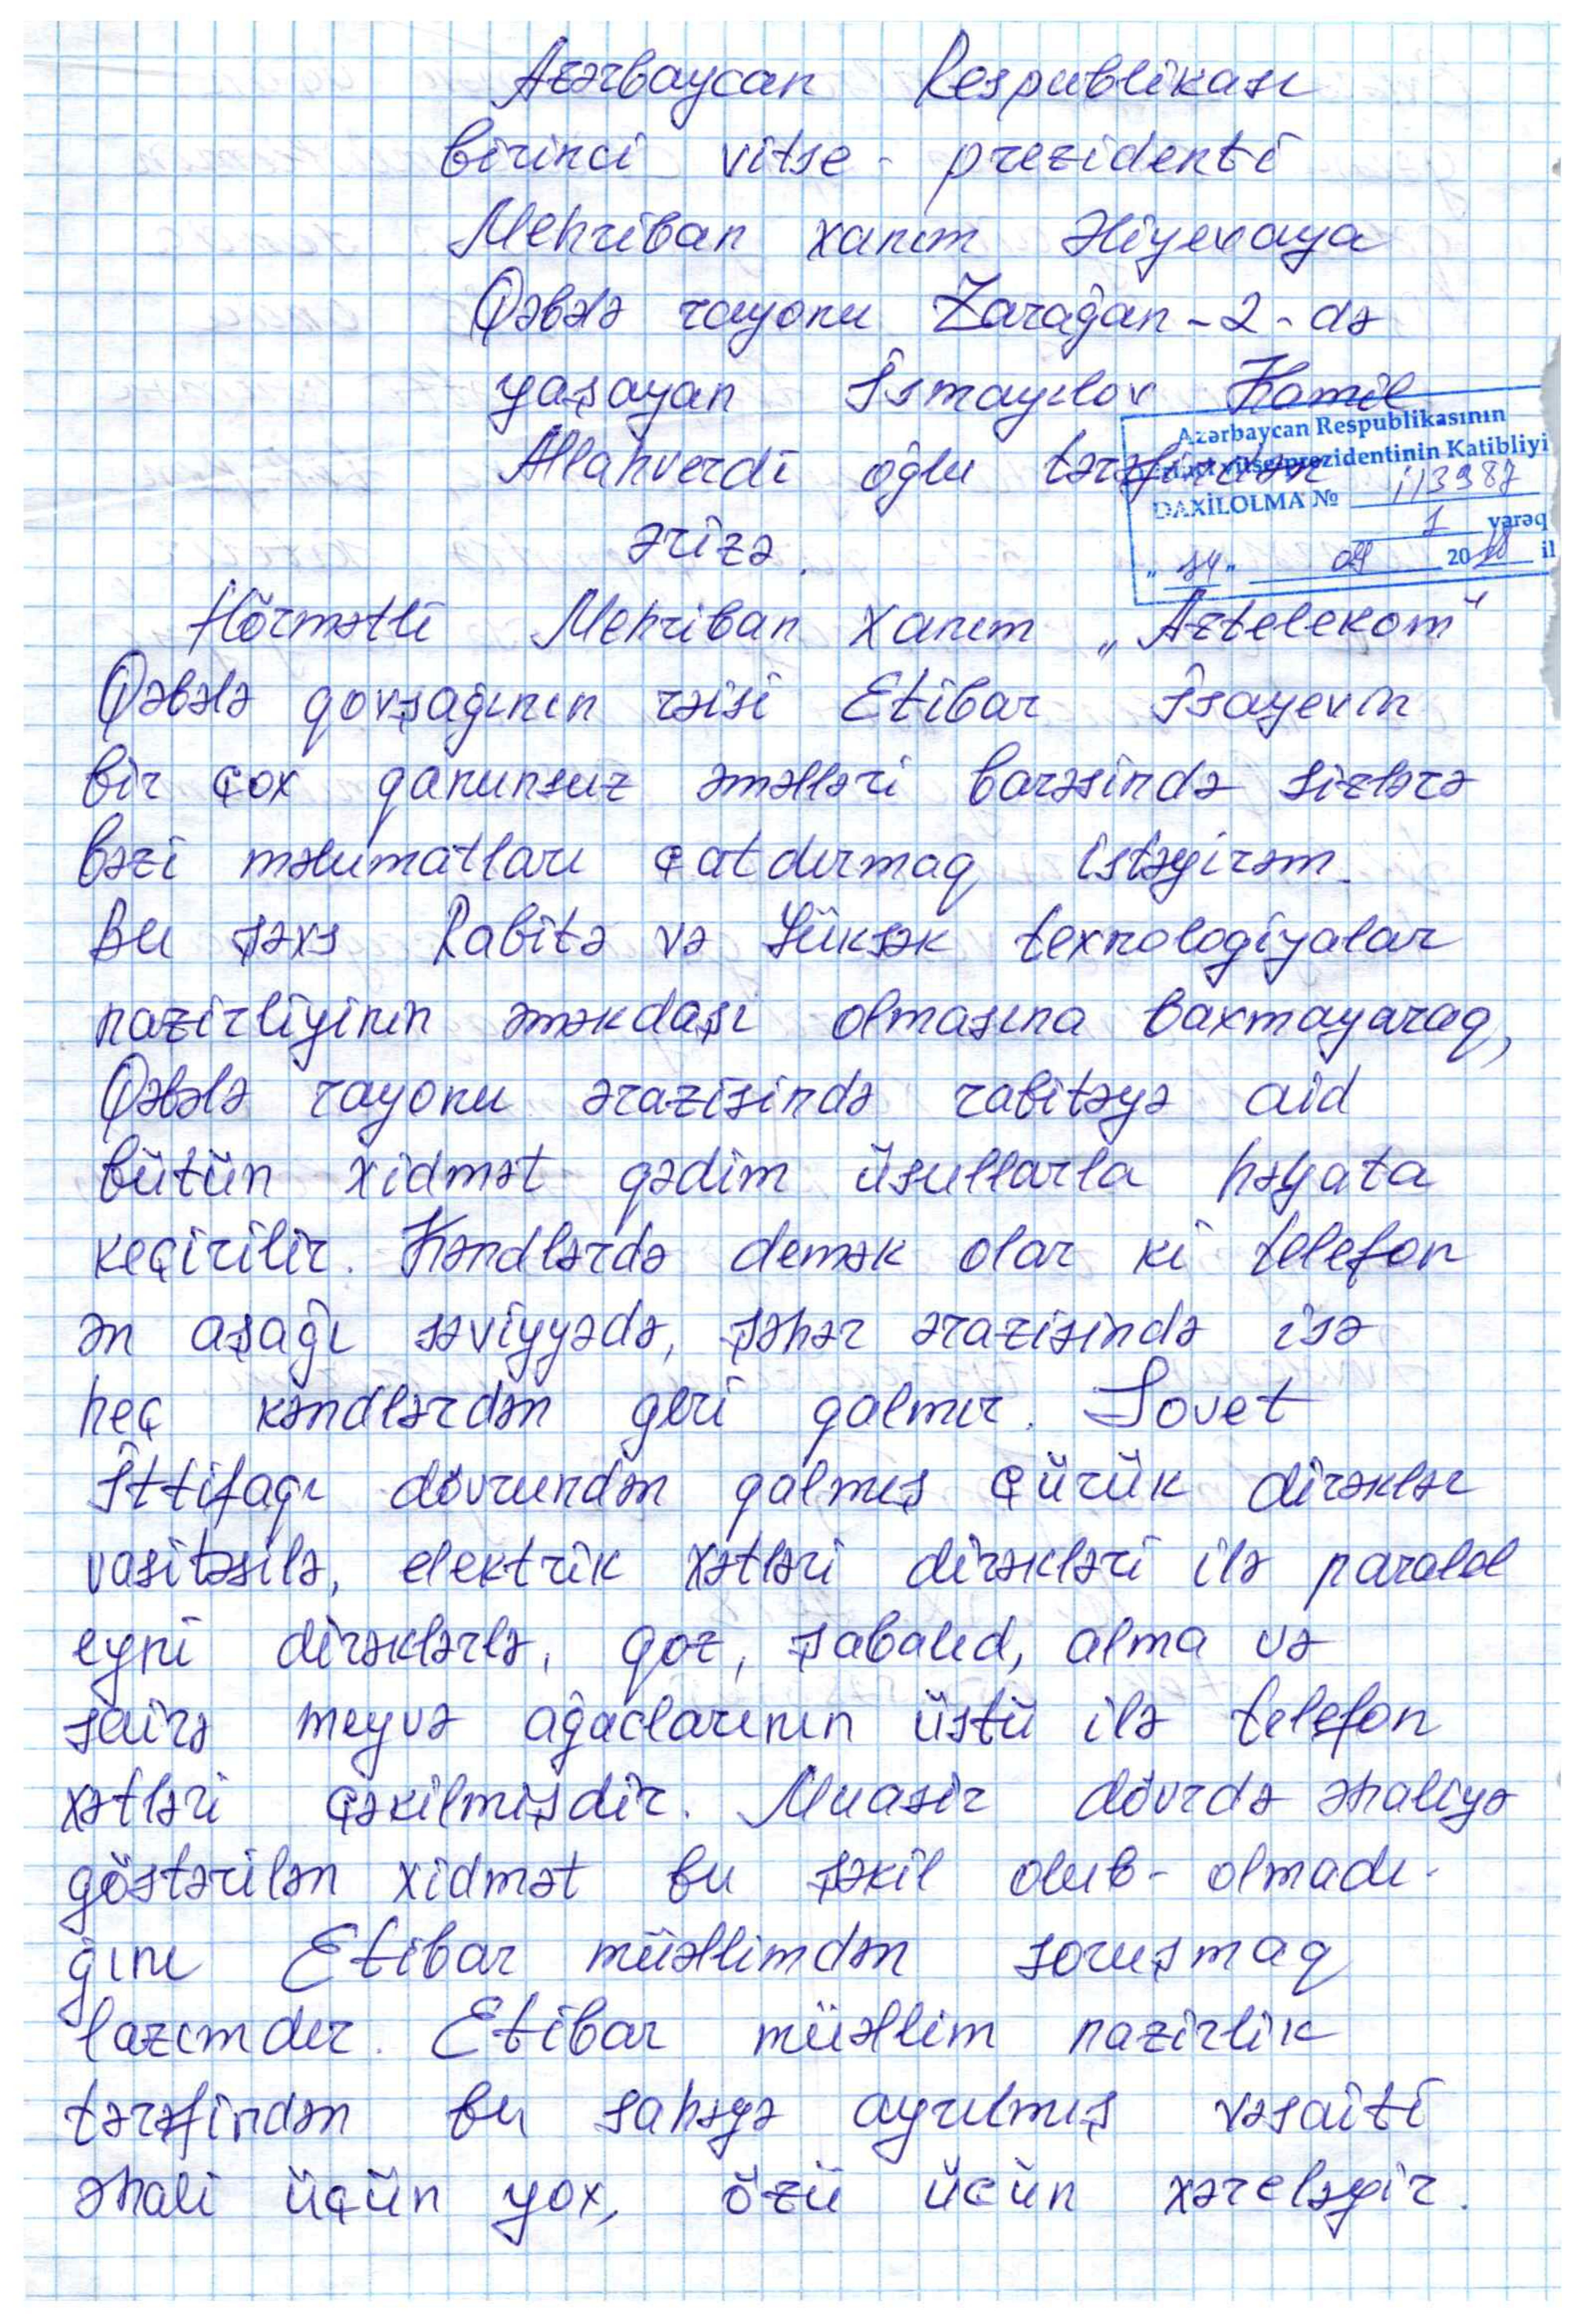 Azərbaycan Respublikası
birinci vitse - prezidenti
Mehriban xanım Əliyevaya
Qəbələ rayonu Zarağan-2-də
yaşayan İsmayılov Kamil
Allahverdi oğlu tərəfindən
Azərbaycan Respublikasının
vitse-prezidentinin Katibliyi
DAXİLOLMA № 113987
1 vərəq
20 il
ərizə.
Hörmətli Mehriban xanım „Aztelekom"
Qəbələ qovşağının rəisi Etibar İsayevin
bir çox qanunsuz əməlləri barəsində sizlərə
bəzi məlumatları çatdırmaq istəyirəm.
Bu şəxs Rabitə və Yüksək texnologiyalar
nazirliyinin əməkdaşı olmasına baxmayaraq,
Qəbələ rayonu ərazisində rabitəyə aid
bütün xidmət qədim üsullarla həyata
keçirilir. Kəndlərdə demək olar ki telefon
ən aşağı səviyyədə, şəhər ərazisində isə
heç kəndlərdən geri qalmır. Sovet
İttifaqı dövrundən qalmış çürük dirəklər
vasitəsilə, elektrik xətləri dirəkləri ilə paralel
eyni dirəklərlə, qoz, şabalıd, alma və
sairə meyvə ağaclarının üstü ilə telefon
xətləri çəkilmişdir. Muasir dövrdə əhaliyə
göstərilən xidmət bu şəkil olub-olmadı-
ğını Etibar müəllimdən soruşmaq
lazımdır. Etibar müəllim nazirlik
tərəfindən bu sahəyə ayrılmış vəsaiti
əhali üçün yox, özü üçün xərcləyir.